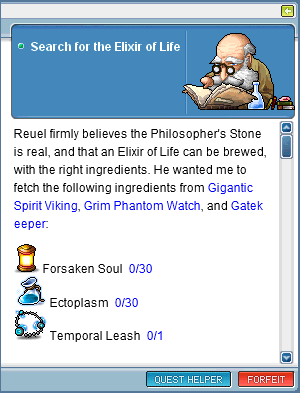 Search for the Elixir of Life
Reuel firmly believes the Philosopher's Stone
is real, and that an Elixir of Life can be brewed,
with the right ingredients. He wanted me to
fetch the following ingredients from Gigantic
Spirit Viking, Grim Phantom Watch, and Gatek
eeper:
Forsaken Soul 0/30
Ectoplasm 0/30
Temporal Leash 0/1
QUEST HELPER FORFEIT